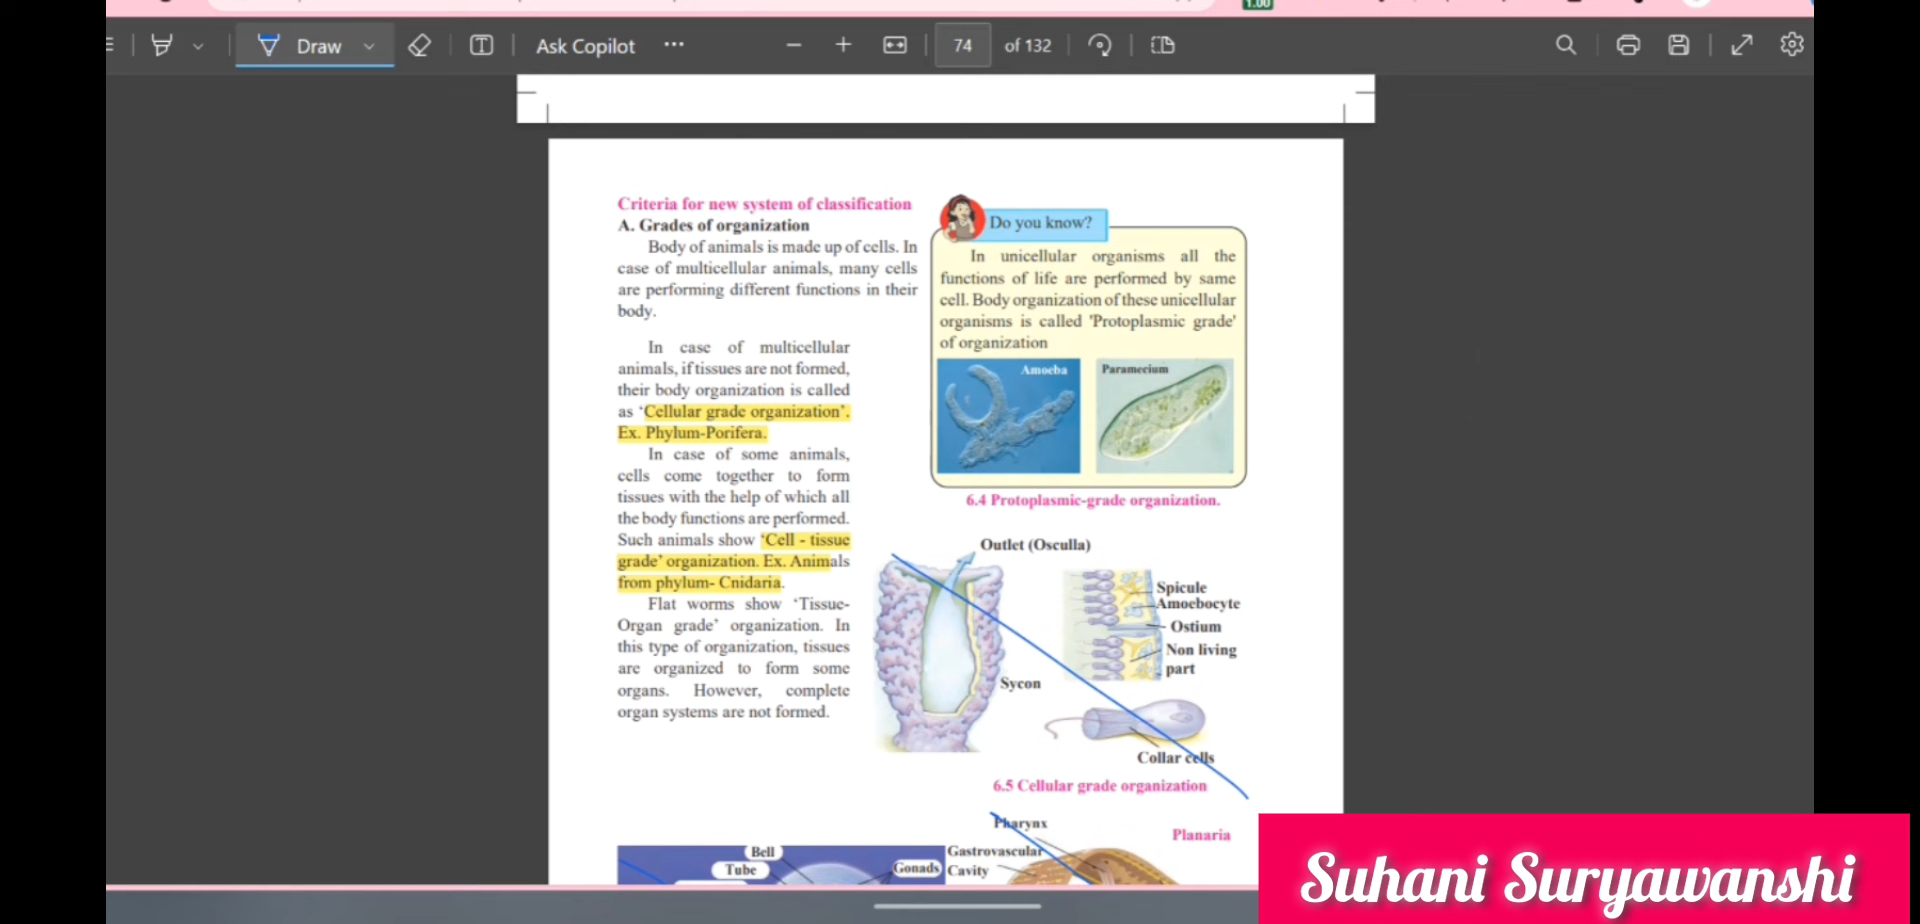 1.00
Draw
Ask Copilot
74 of 132
Criteria for new system of classification
A. Grades of organization
Body of animals is made up of cells. In
case of multicellular animals, many cells
are performing different functions in their
body.
In case of multicellular
animals, if tissues are not formed,
their body organization is called
as ‘Cellular grade organization’.
Ex. Phylum-Porifera.
In case of some animals,
cells come together to form
tissues with the help of which all
the body functions are performed.
Such animals show ‘Cell - tissue
grade’ organization. Ex. Animals
from phylum- Cnidaria.
Flat worms show ‘Tissue-
Organ grade’ organization. In
this type of organization, tissues
are organized to form some
organs. However, complete
organ systems are not formed.
Do you know?
In unicellular organisms all the
functions of life are performed by same
cell. Body organization of these unicellular
organisms is called 'Protoplasmic grade'
of organization
Amoeba
Paramecium
6.4 Protoplasmic-grade organization.
Outlet (Osculla)
Spicule
Amoebocyte
Ostium
Non living
part
Sycon
Collar cells
6.5 Cellular grade organization
Pharynx
Planaria
Gastrovascular
Cavity
Bell
Tube
Gonads
Suhani Suryawanshi